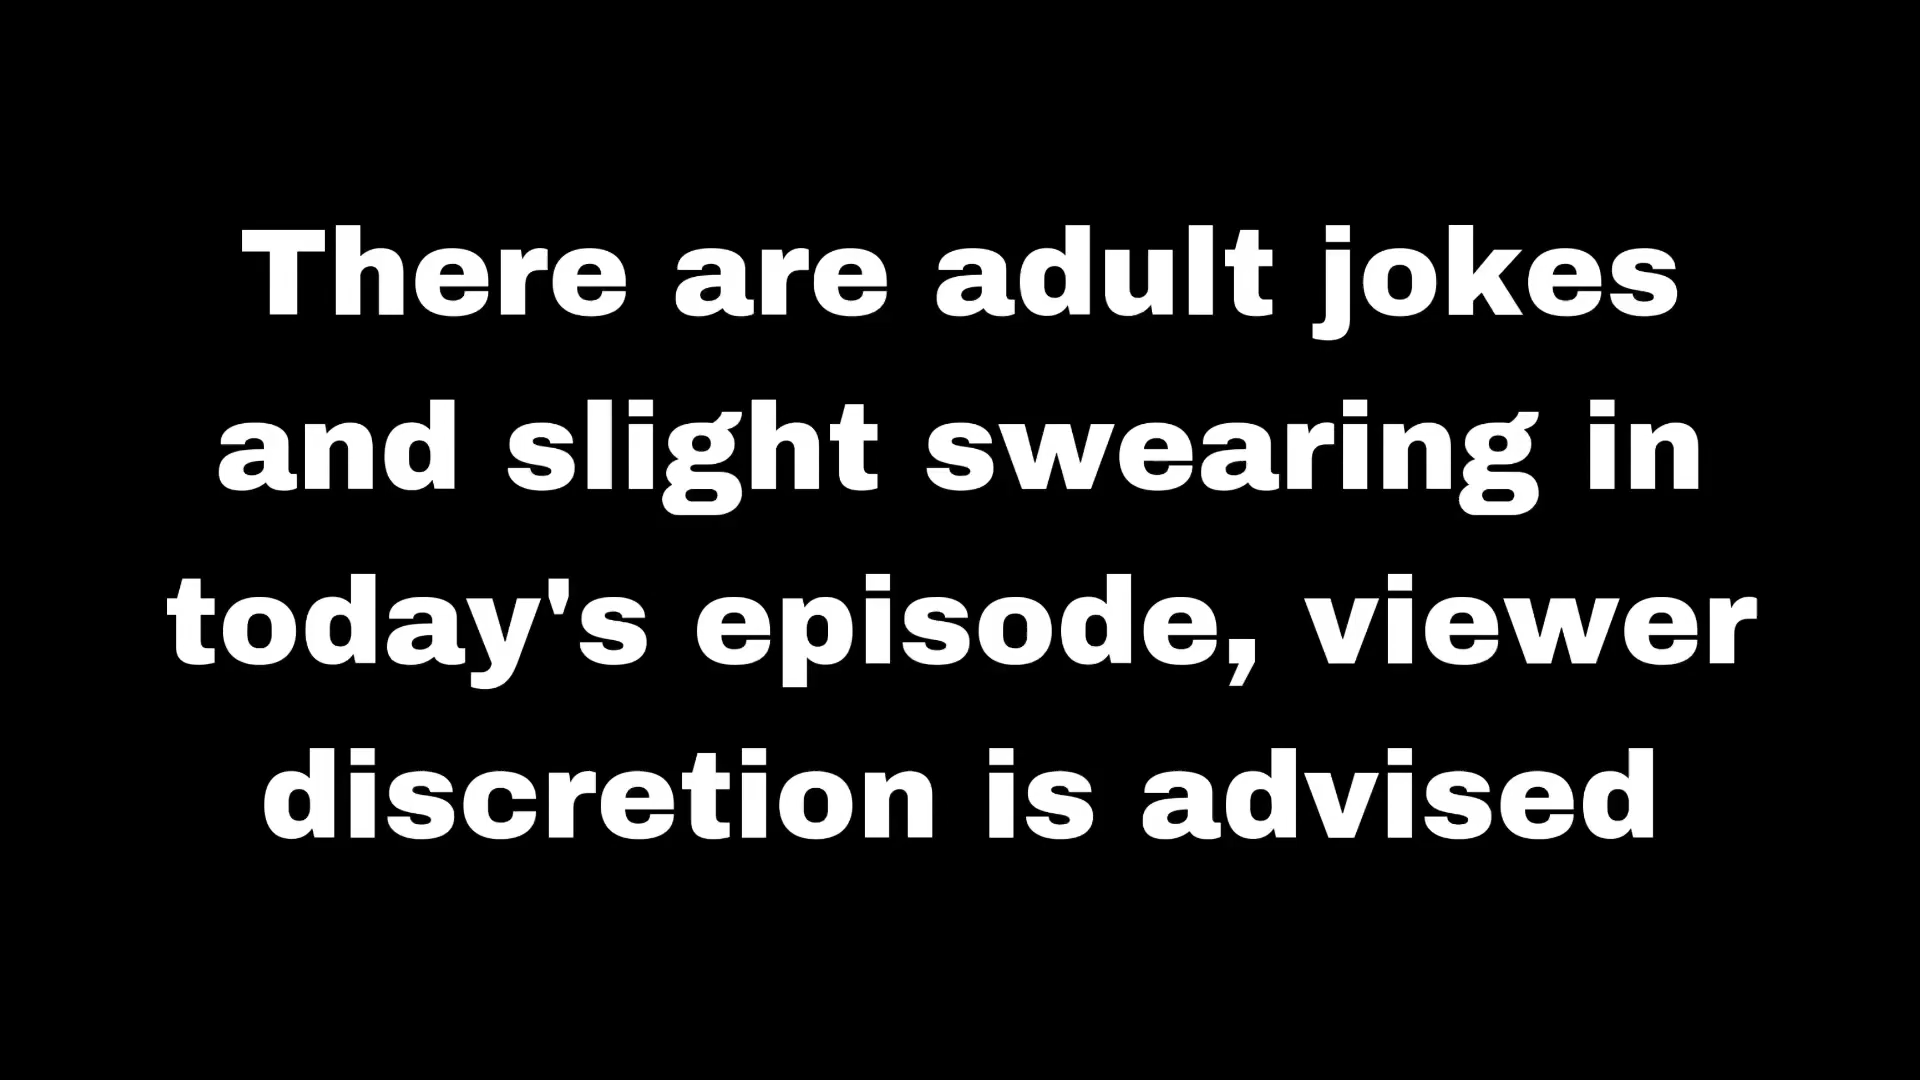 There are adult jokes
and slight swearing in
today's episode, viewer
discretion is advised